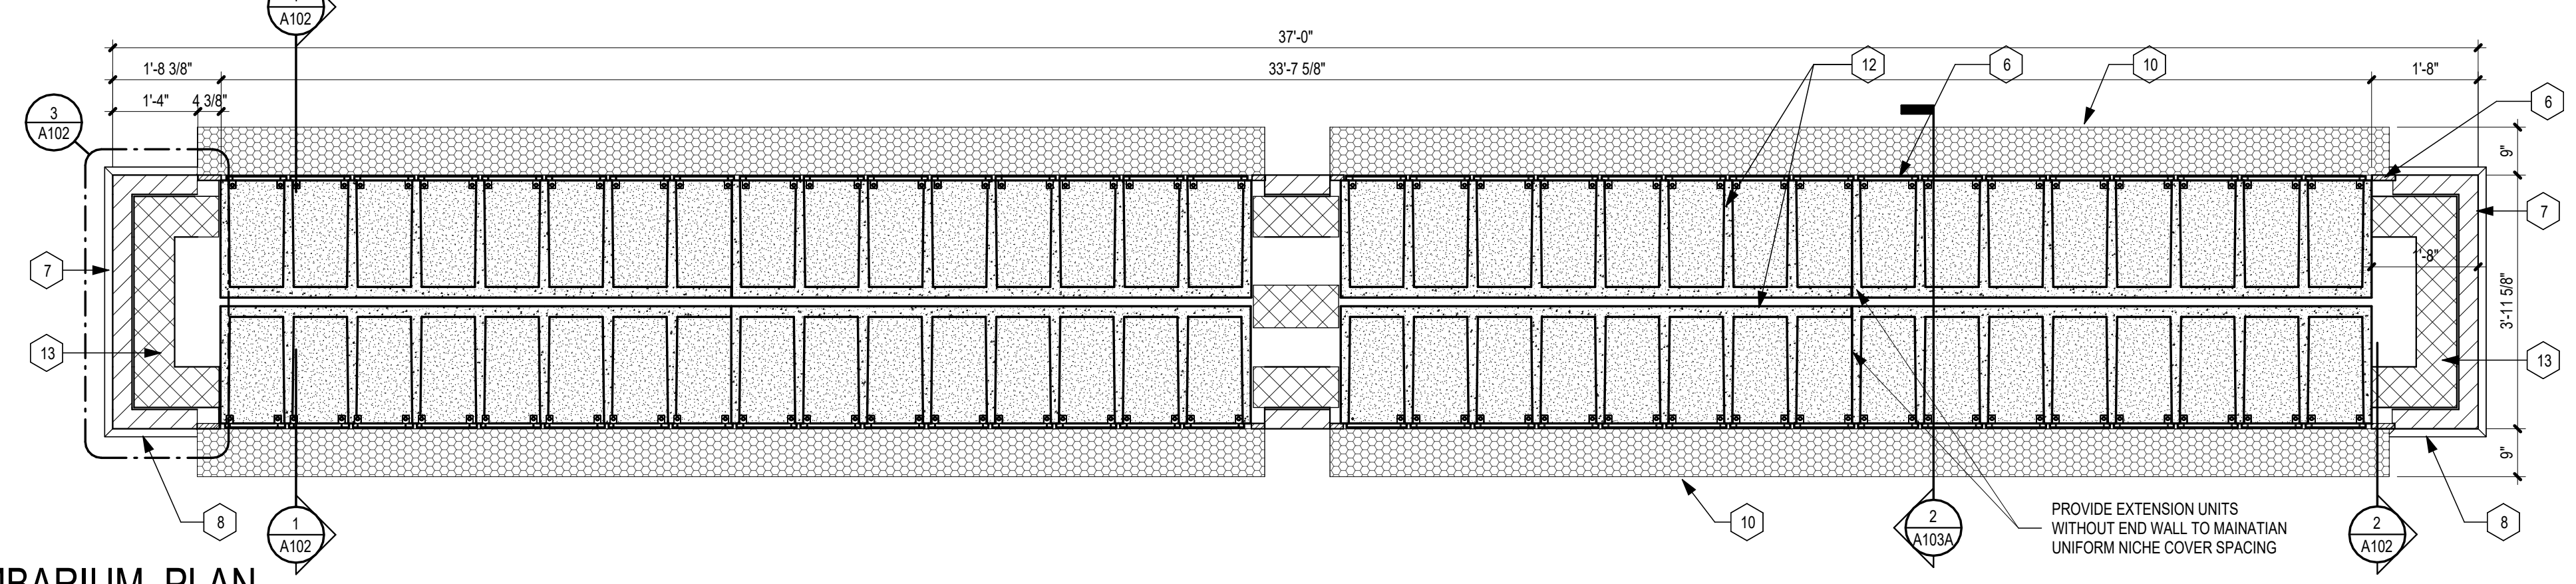 A102
37'-0"
1'-8 3/8"
33'-7 5/8"
1'-8"
12
6
10
6
1'-4"
4 3/8"
3
A102
9"
7
7
1'-8"
3'-11 5/8"
13
13
9"
8
1
A102
10
2
A103A
PROVIDE EXTENSION UNITS
WITHOUT END WALL TO MAINATIAN
UNIFORM NICHE COVER SPACING
2
A102
8
PLAN